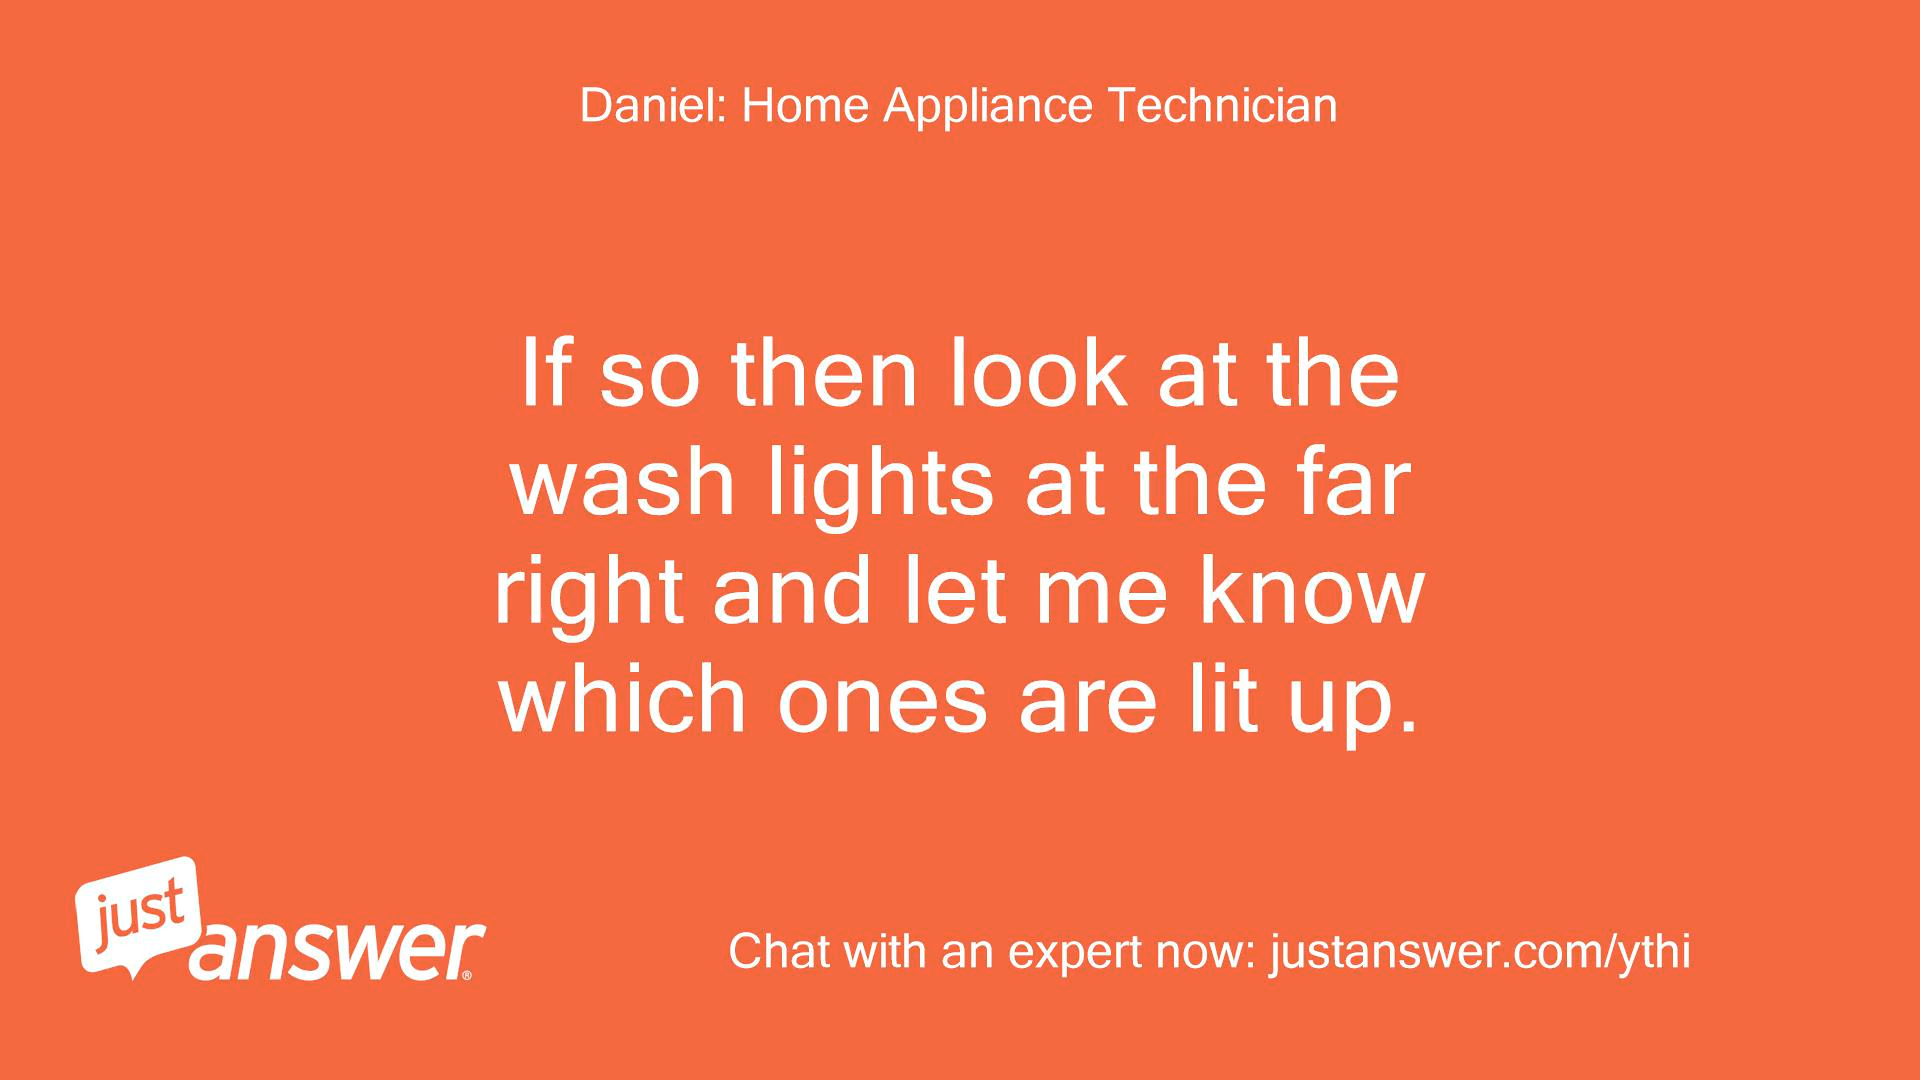 Daniel: Home Appliance Technician
If so then look at the
wash lights at the far
right and let me know
which ones are lit up.
just
answer®
Chat with an expert now: justanswer.com/ythi